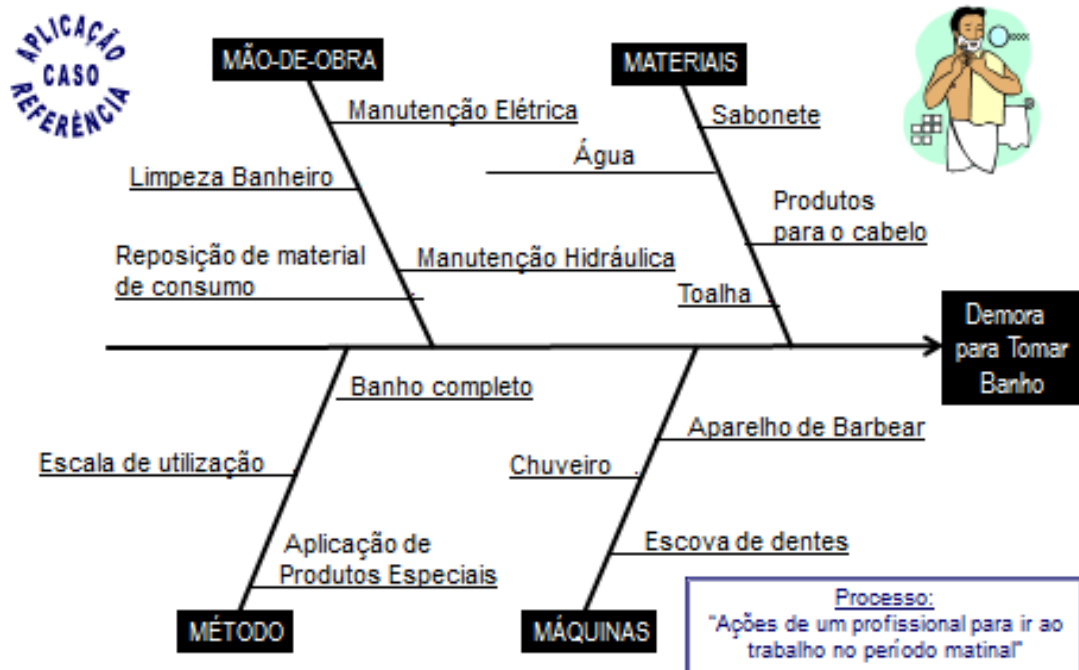 APLICAÇÃO
CASO
REFERÊNCIA
MÃO-DE-OBRA
MATERIAIS
Manutenção Elétrica
Sabonete
Água
Limpeza Banheiro
Produtos
para o cabelo
Reposição de material
de consumo
Manutenção Hidráulica
Toalha
Demora
para Tomar
Banho
Banho completo
Aparelho de Barbear
Escala de utilização
Chuveiro
Aplicação de
Produtos Especiais
Escova de dentes
MÉTODO
MÁQUINAS
Processo:
"Ações de um profissional para ir ao
trabalho no período matinal"